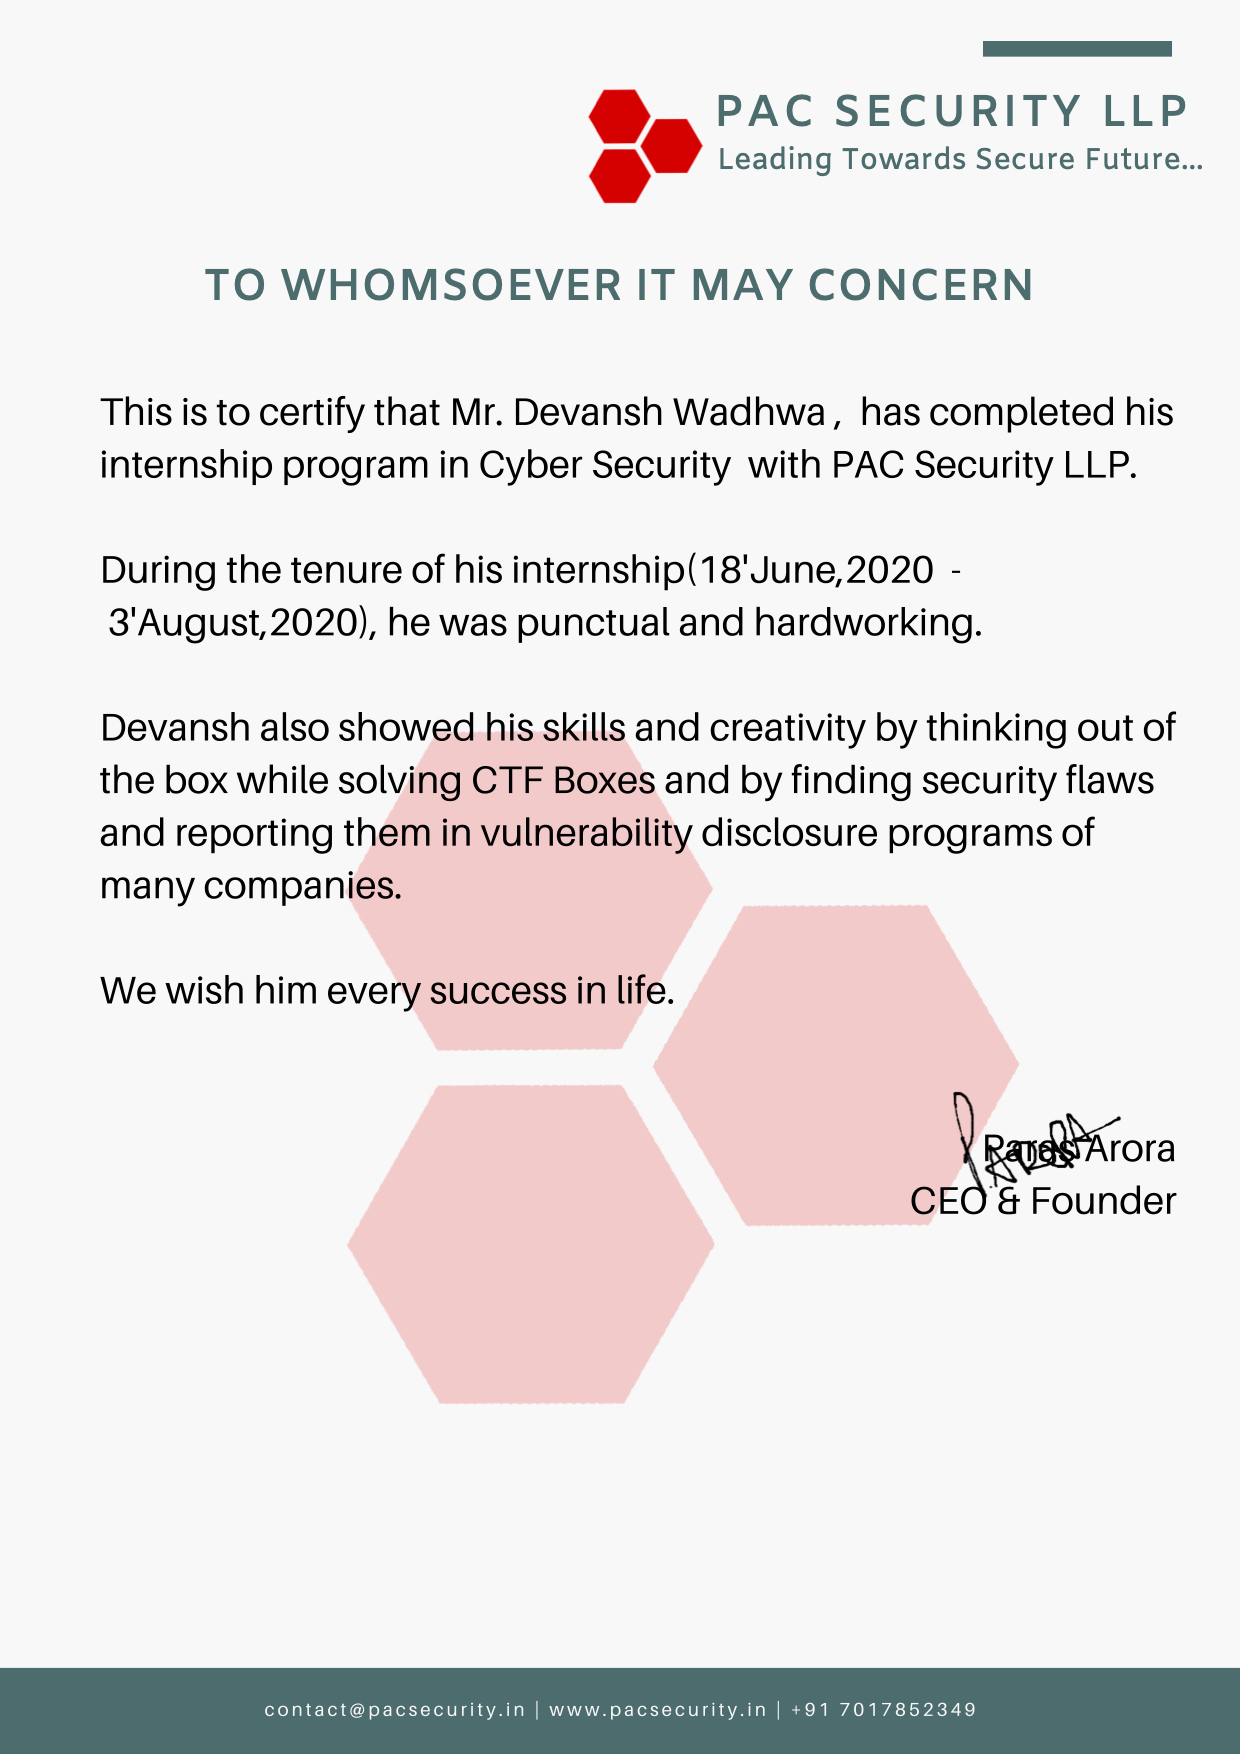 PAC SECURITY LLP
Leading Towards Secure Future...
TO WHOMSOEVER IT MAY CONCERN
This is to certify that Mr. Devansh Wadhwa , has completed his
internship program in Cyber Security with PAC Security LLP.
During the tenure of his internship(18'June,2020 -
3'August,2020), he was punctual and hardworking.
Devansh also showed his skills and creativity by thinking out of
the box while solving CTF Boxes and by finding security flaws
and reporting them in vulnerability disclosure programs of
many companies.
We wish him every success in life.
Paras Arora
CEO & Founder
contact@pacsecurity.in | www.pacsecurity.in | +91 7017852349